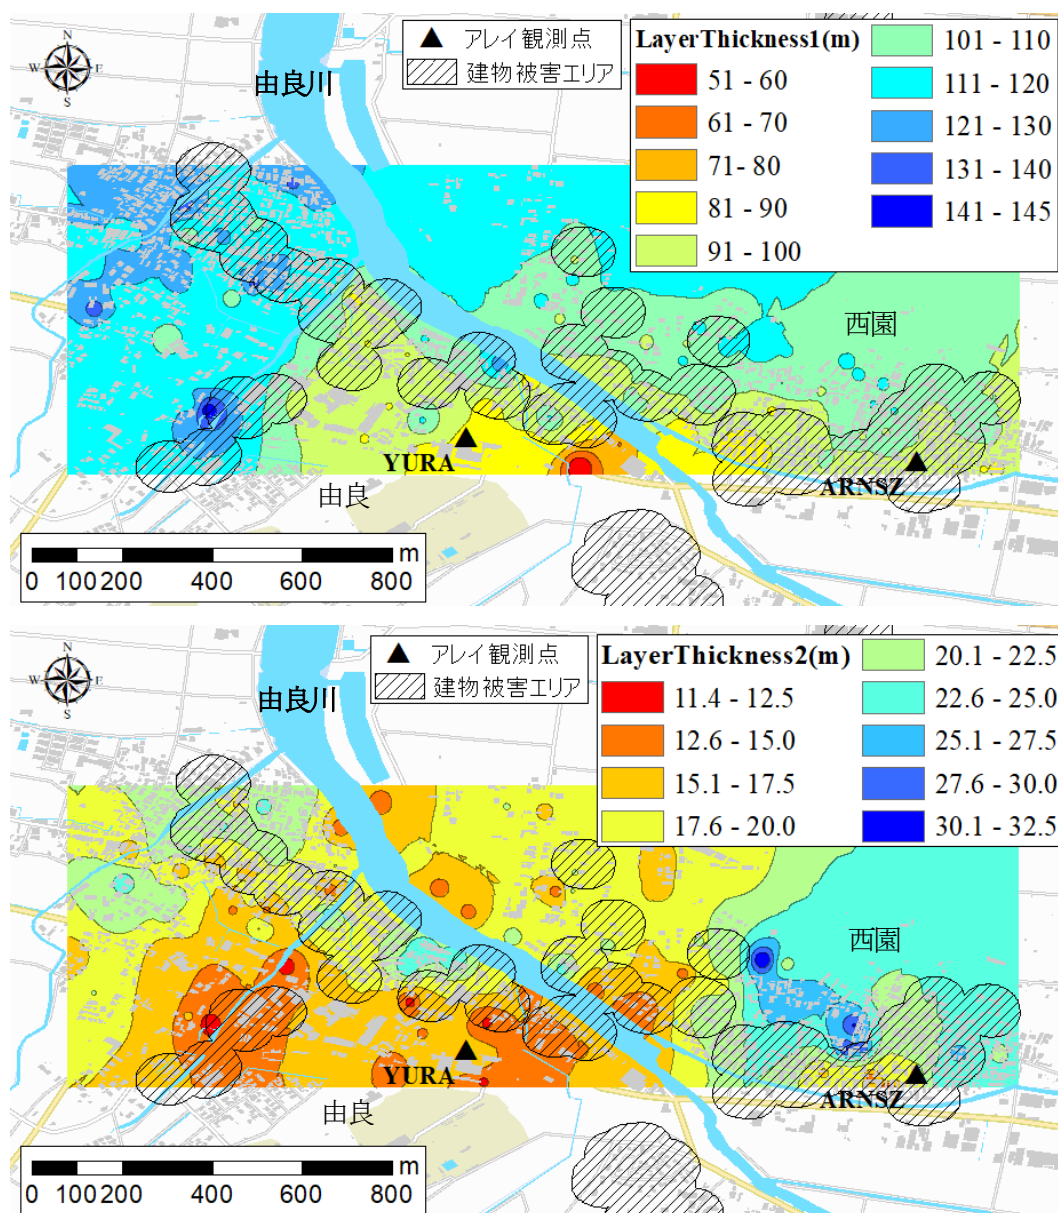 N
W E
S
由良川
▲ アレイ観測点
建物被害エリア
LayerThickness1(m)
51 - 60
61 - 70
71 - 80
81 - 90
91 - 100
101 - 110
111 - 120
121 - 130
131 - 140
141 - 145
西園
YURA
ARNSZ
由良
m
0 100 200 400 600 800
N
W E
S
由良川
▲ アレイ観測点
建物被害エリア
LayerThickness2(m)
11.4 - 12.5
12.6 - 15.0
15.1 - 17.5
17.6 - 20.0
20.1 - 22.5
22.6 - 25.0
25.1 - 27.5
27.6 - 30.0
30.1 - 32.5
西園
YURA
ARNSZ
由良
m
0 100 200 400 600 800